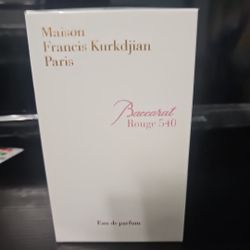 Maison
Francis Kurkdjian
Paris
Baccarat
Rouge 540
Eau de parfum